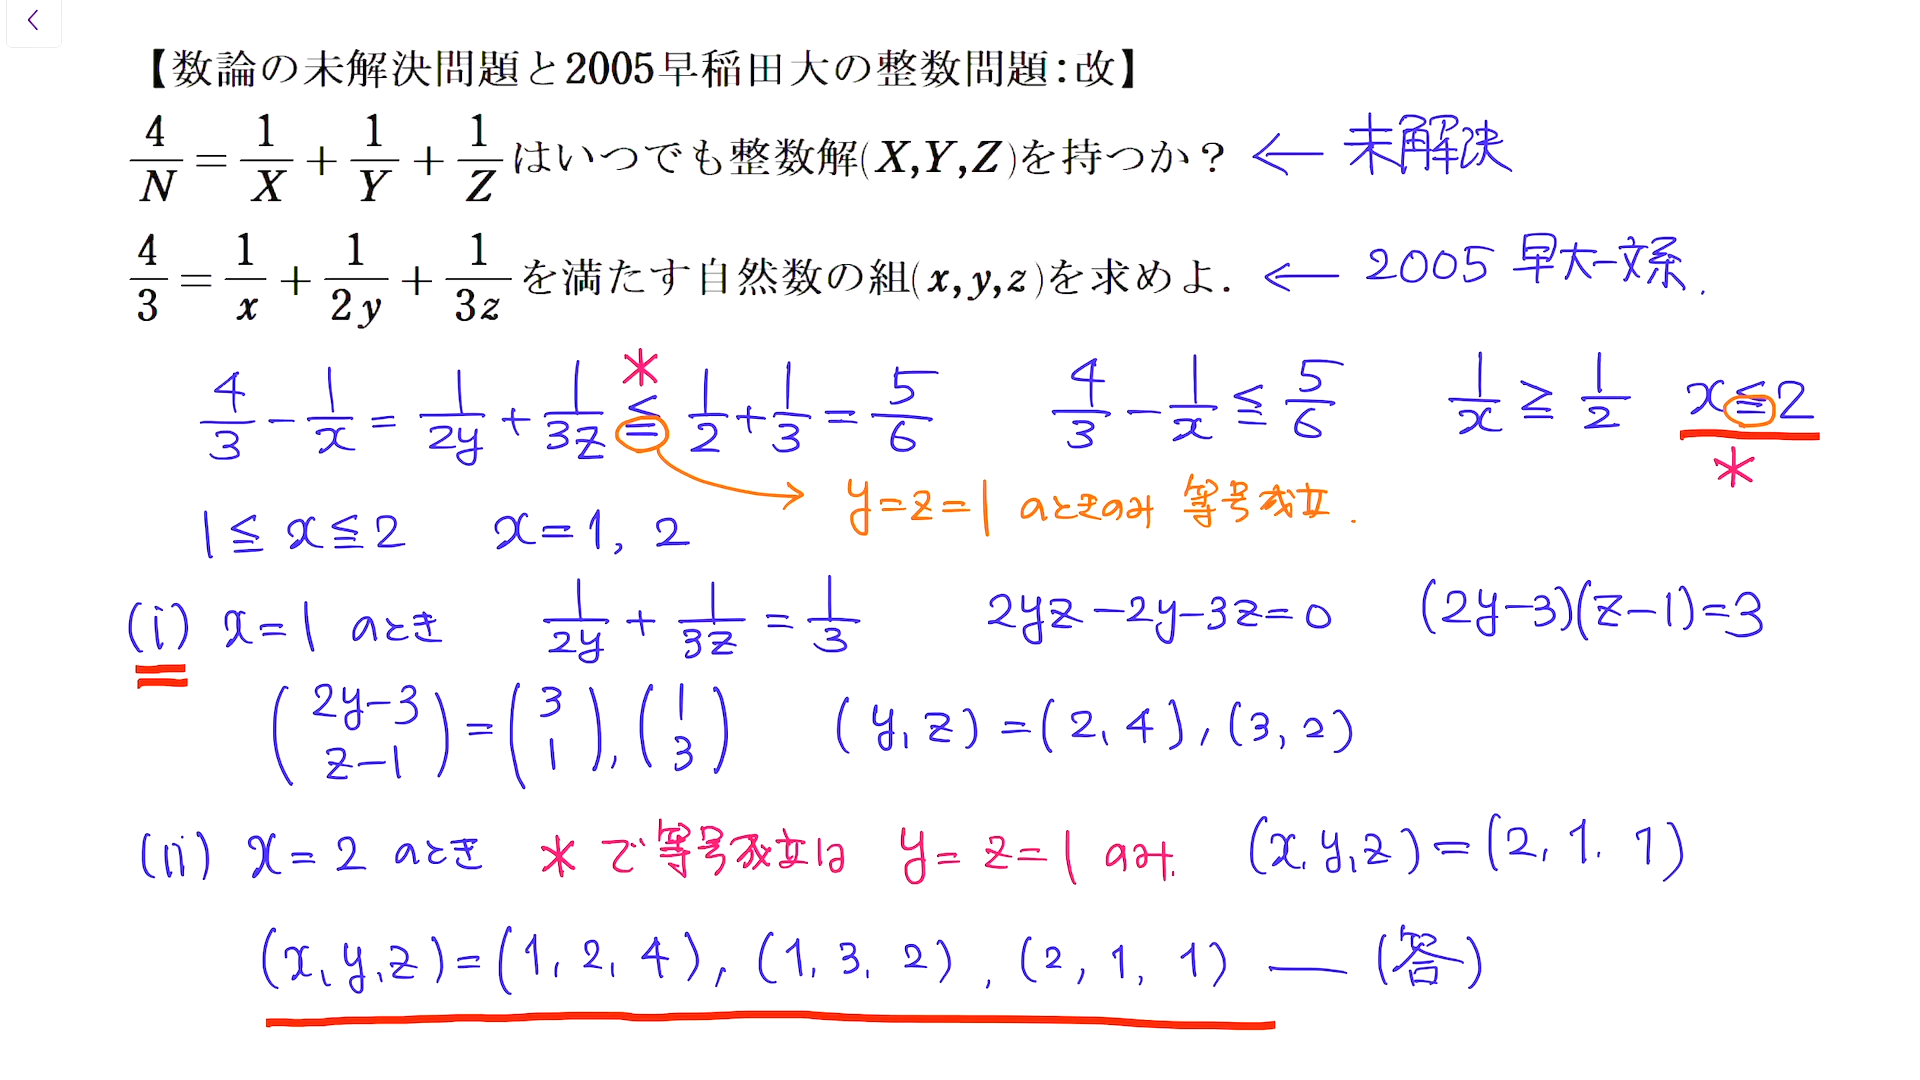 【数論の未解決問題と2005早稲田大の整数問題:改】
4/N = 1/X + 1/Y + 1/Z はいつでも整数解(X,Y,Z)を持つか? ← 未解決
4/3 = 1/x + 1/2y + 1/3z を満たす自然数の組(x,y,z)を求めよ. ← 2005 早大-文系.
4/3 - 1/x = 1/2y + 1/3z ≦ 1/2 + 1/3 = 5/6 4/3 - 1/x ≦ 5/6 1/x ≧ 1/2 x≦2
* *
1≦x≦2 x=1, 2 → y=z=1 のときのみ 等号成立.
(i) x=1 のとき 1/2y + 1/3z = 1/3 2yz-2y-3z=0 (2y-3)(z-1)=3
(2y-3 z-1) = (3 1), (1 3) (y,z)=(2,4),(3,2)
(ii) x=2 のとき * で等号成立は y=z=1 のみ. (x,y,z)=(2,1,1)
(x,y,z)=(1,2,4), (1,3,2), (2,1,1) — (答)